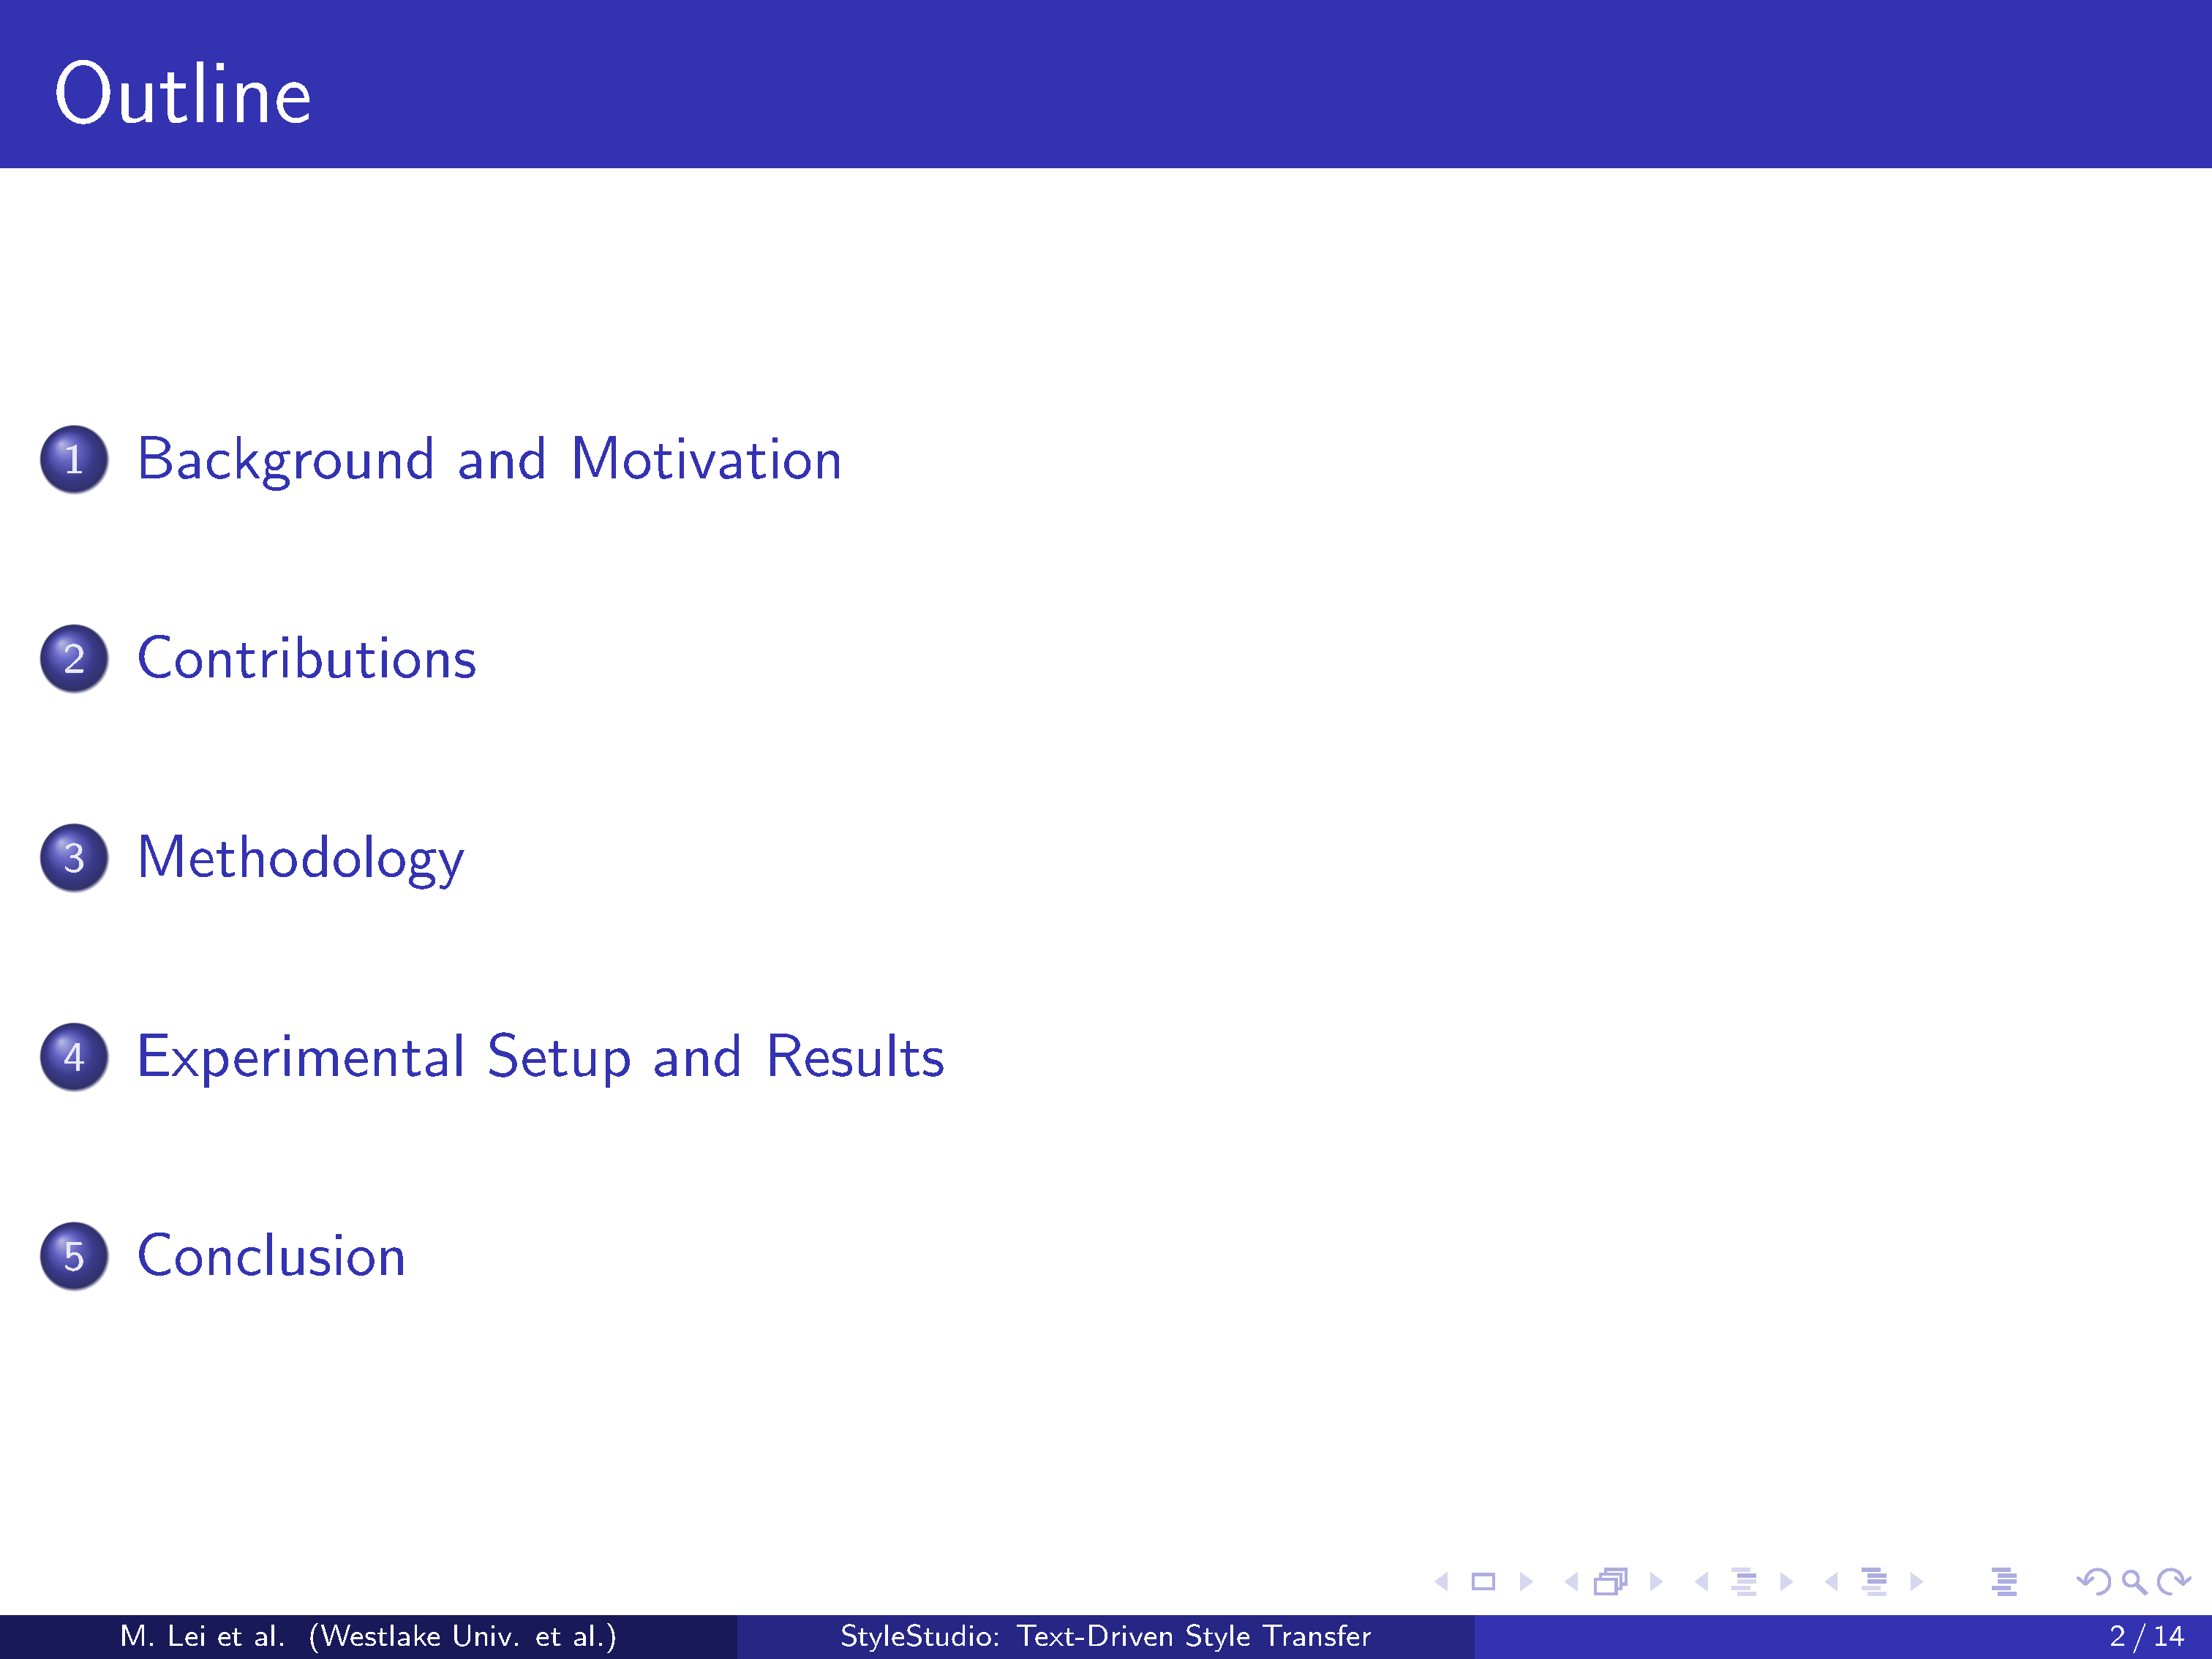 Outline
1 Background and Motivation
2 Contributions
3 Methodology
4 Experimental Setup and Results
5 Conclusion
M. Lei et al. (Westlake Univ. et al.) StyleStudio: Text-Driven Style Transfer 2 / 14